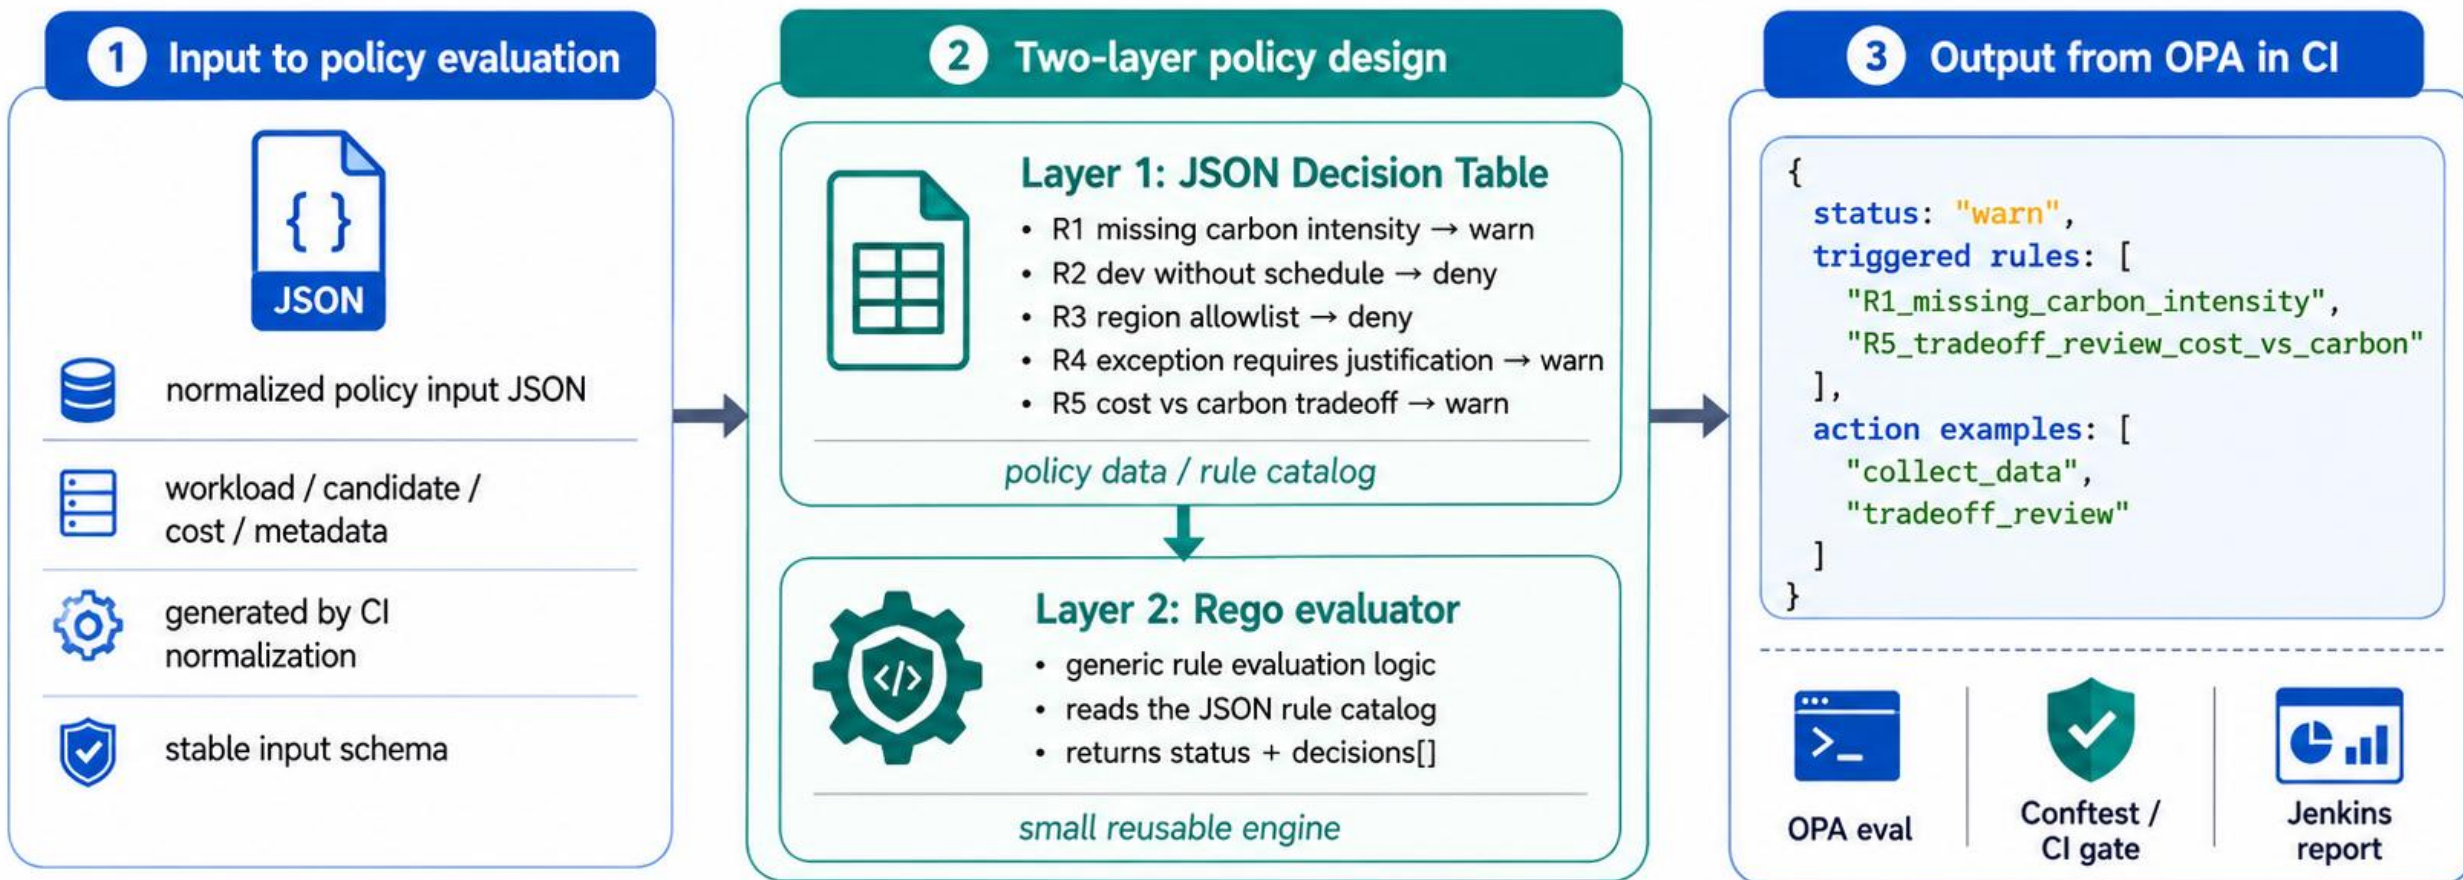 1 Input to policy evaluation
{ }
JSON
normalized policy input JSON
workload / candidate /
cost / metadata
generated by CI
normalization
stable input schema
2 Two-layer policy design
Layer 1: JSON Decision Table
• R1 missing carbon intensity → warn
• R2 dev without schedule → deny
• R3 region allowlist → deny
• R4 exception requires justification → warn
• R5 cost vs carbon tradeoff → warn
policy data / rule catalog
</>
Layer 2: Rego evaluator
• generic rule evaluation logic
• reads the JSON rule catalog
• returns status + decisions[]
small reusable engine
3 Output from OPA in CI
{
status: "warn",
triggered rules: [
"R1_missing_carbon_intensity",
"R5_tradeoff_review_cost_vs_carbon"
],
action examples: [
"collect_data",
"tradeoff_review"
]
}
>_
OPA eval
Conftest /
CI gate
Jenkins
report